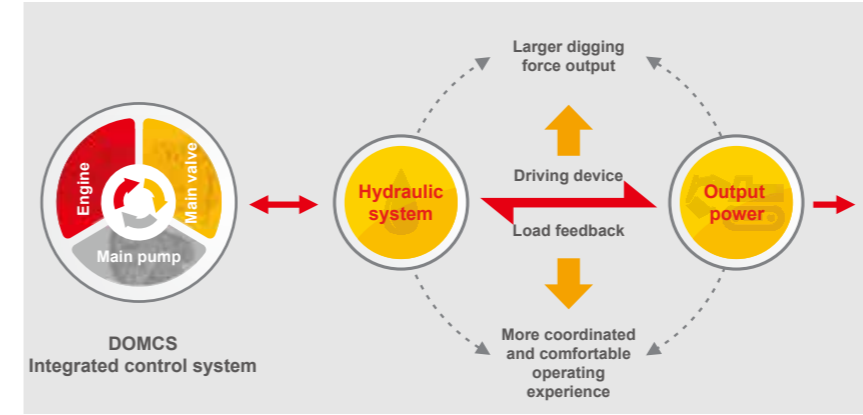 Engine
Main valve
Main pump
DOMCS
Integrated control system
Hydraulic
system
Larger digging
force output
Driving device
Load feedback
More coordinated
and comfortable
operating
experience
Output
power